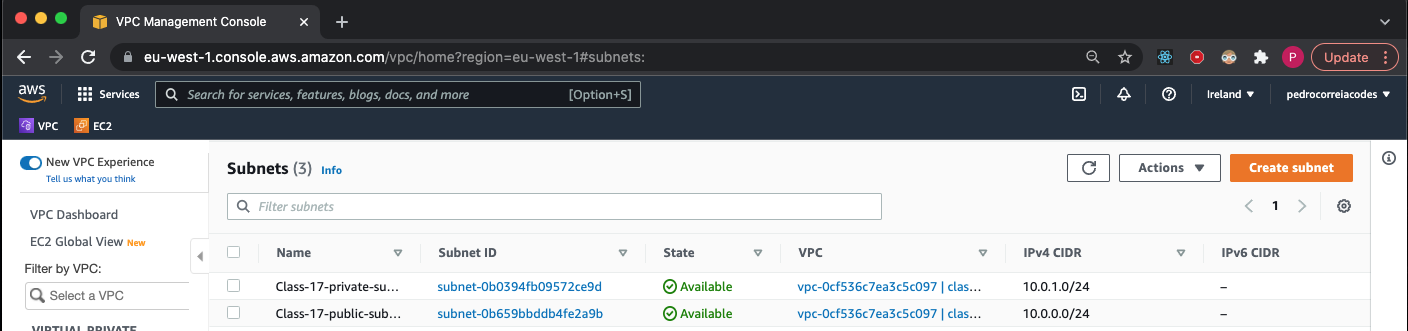 VPC Management Console
eu-west-1.console.aws.amazon.com/vpc/home?region=eu-west-1#subnets:
P
Update
aws
Services
Search for services, features, blogs, docs, and more
[Option+S]
Ireland
pedrocorreiacodes
VPC
EC2
New VPC Experience
Tell us what you think
VPC Dashboard
EC2 Global View New
Filter by VPC:
Select a VPC
VIRTUAL PRIVATE
Subnets (3) Info
Actions
Create subnet
Filter subnets
1
Name Subnet ID State VPC IPv4 CIDR IPv6 CIDR
Class-17-private-su... subnet-0b0394fb09572ce9d Available vpc-0cf536c7ea3c5c097 | clas... 10.0.1.0/24 –
Class-17-public-sub... subnet-0b659bbddb4fe2a9b Available vpc-0cf536c7ea3c5c097 | clas... 10.0.0.0/24 –